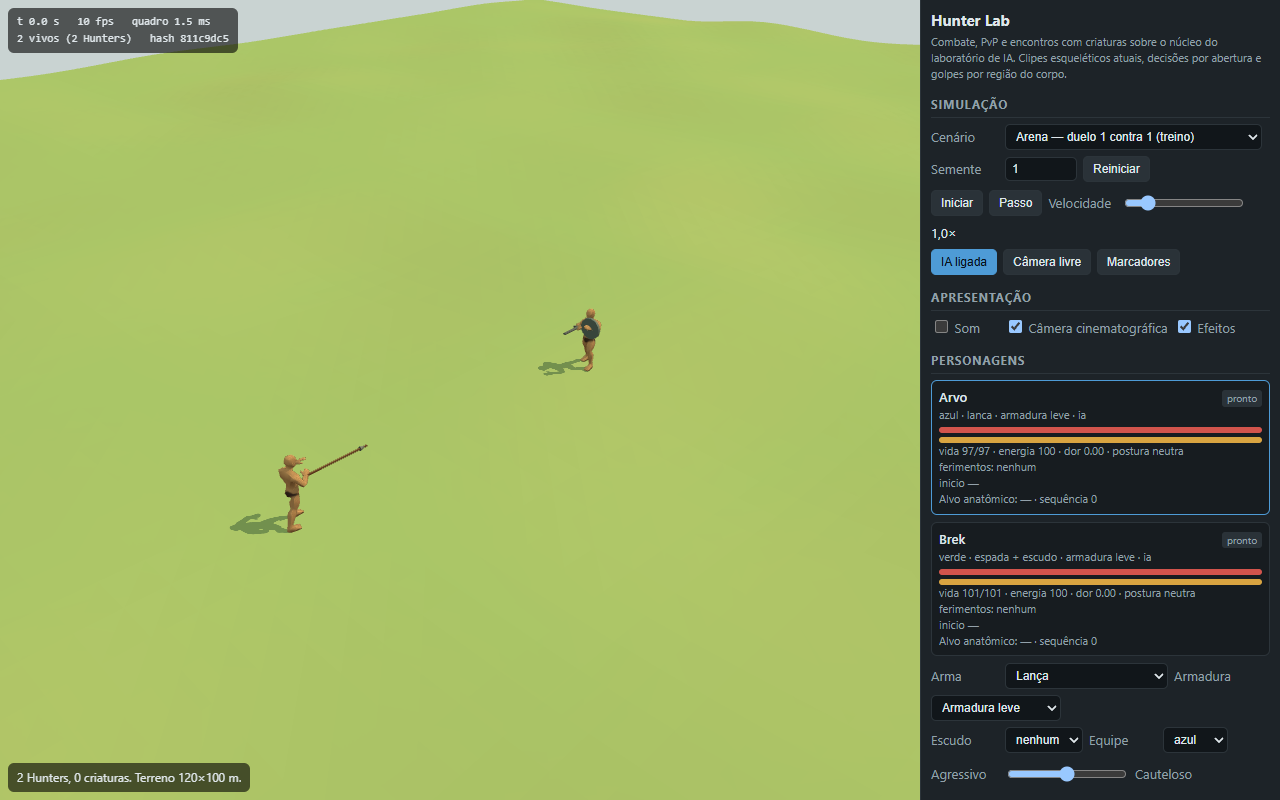 t 0.0 s   10 fps   quadro 1.5 ms
2 vivos (2 Hunters)   hash 811c9dc5
2 Hunters, 0 criaturas. Terreno 120×100 m.
Hunter Lab
Combate, PvP e encontros com criaturas sobre o núcleo do
laboratório de IA. Clipes esqueléticos atuais, decisões por abertura e
golpes por região do corpo.
SIMULAÇÃO
Cenário Arena — duelo 1 contra 1 (treino)
Semente 1 Reiniciar
Iniciar Passo Velocidade
1,0×
IA ligada Câmera livre Marcadores
APRESENTAÇÃO
Som Câmera cinematográfica Efeitos
PERSONAGENS
Arvo pronto
azul · lanca · armadura leve · ia
vida 97/97 · energia 100 · dor 0.00 · postura neutra
ferimentos: nenhum
inicio —
Alvo anatômico: — · sequência 0
Brek pronto
verde · espada + escudo · armadura leve · ia
vida 101/101 · energia 100 · dor 0.00 · postura neutra
ferimentos: nenhum
inicio —
Alvo anatômico: — · sequência 0
Arma Lança Armadura
Armadura leve
Escudo nenhum Equipe azul
Agressivo Cauteloso